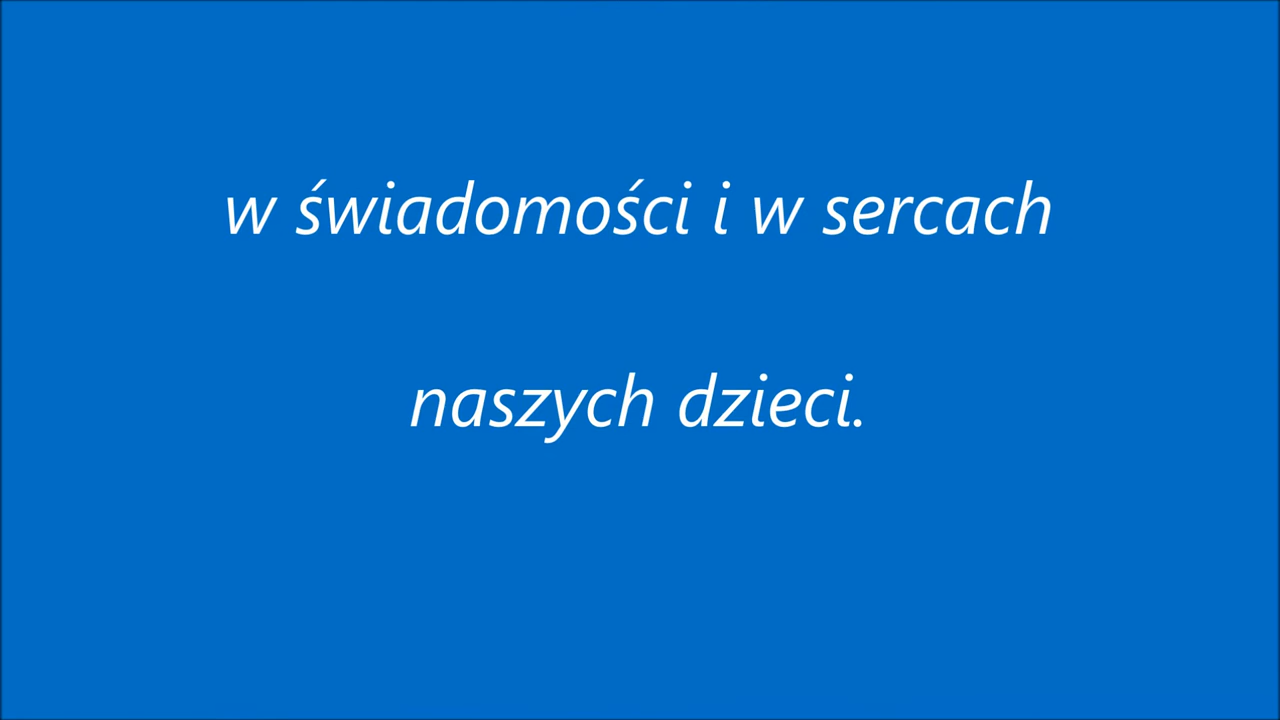 w świadomości i w sercach
naszych dzieci.